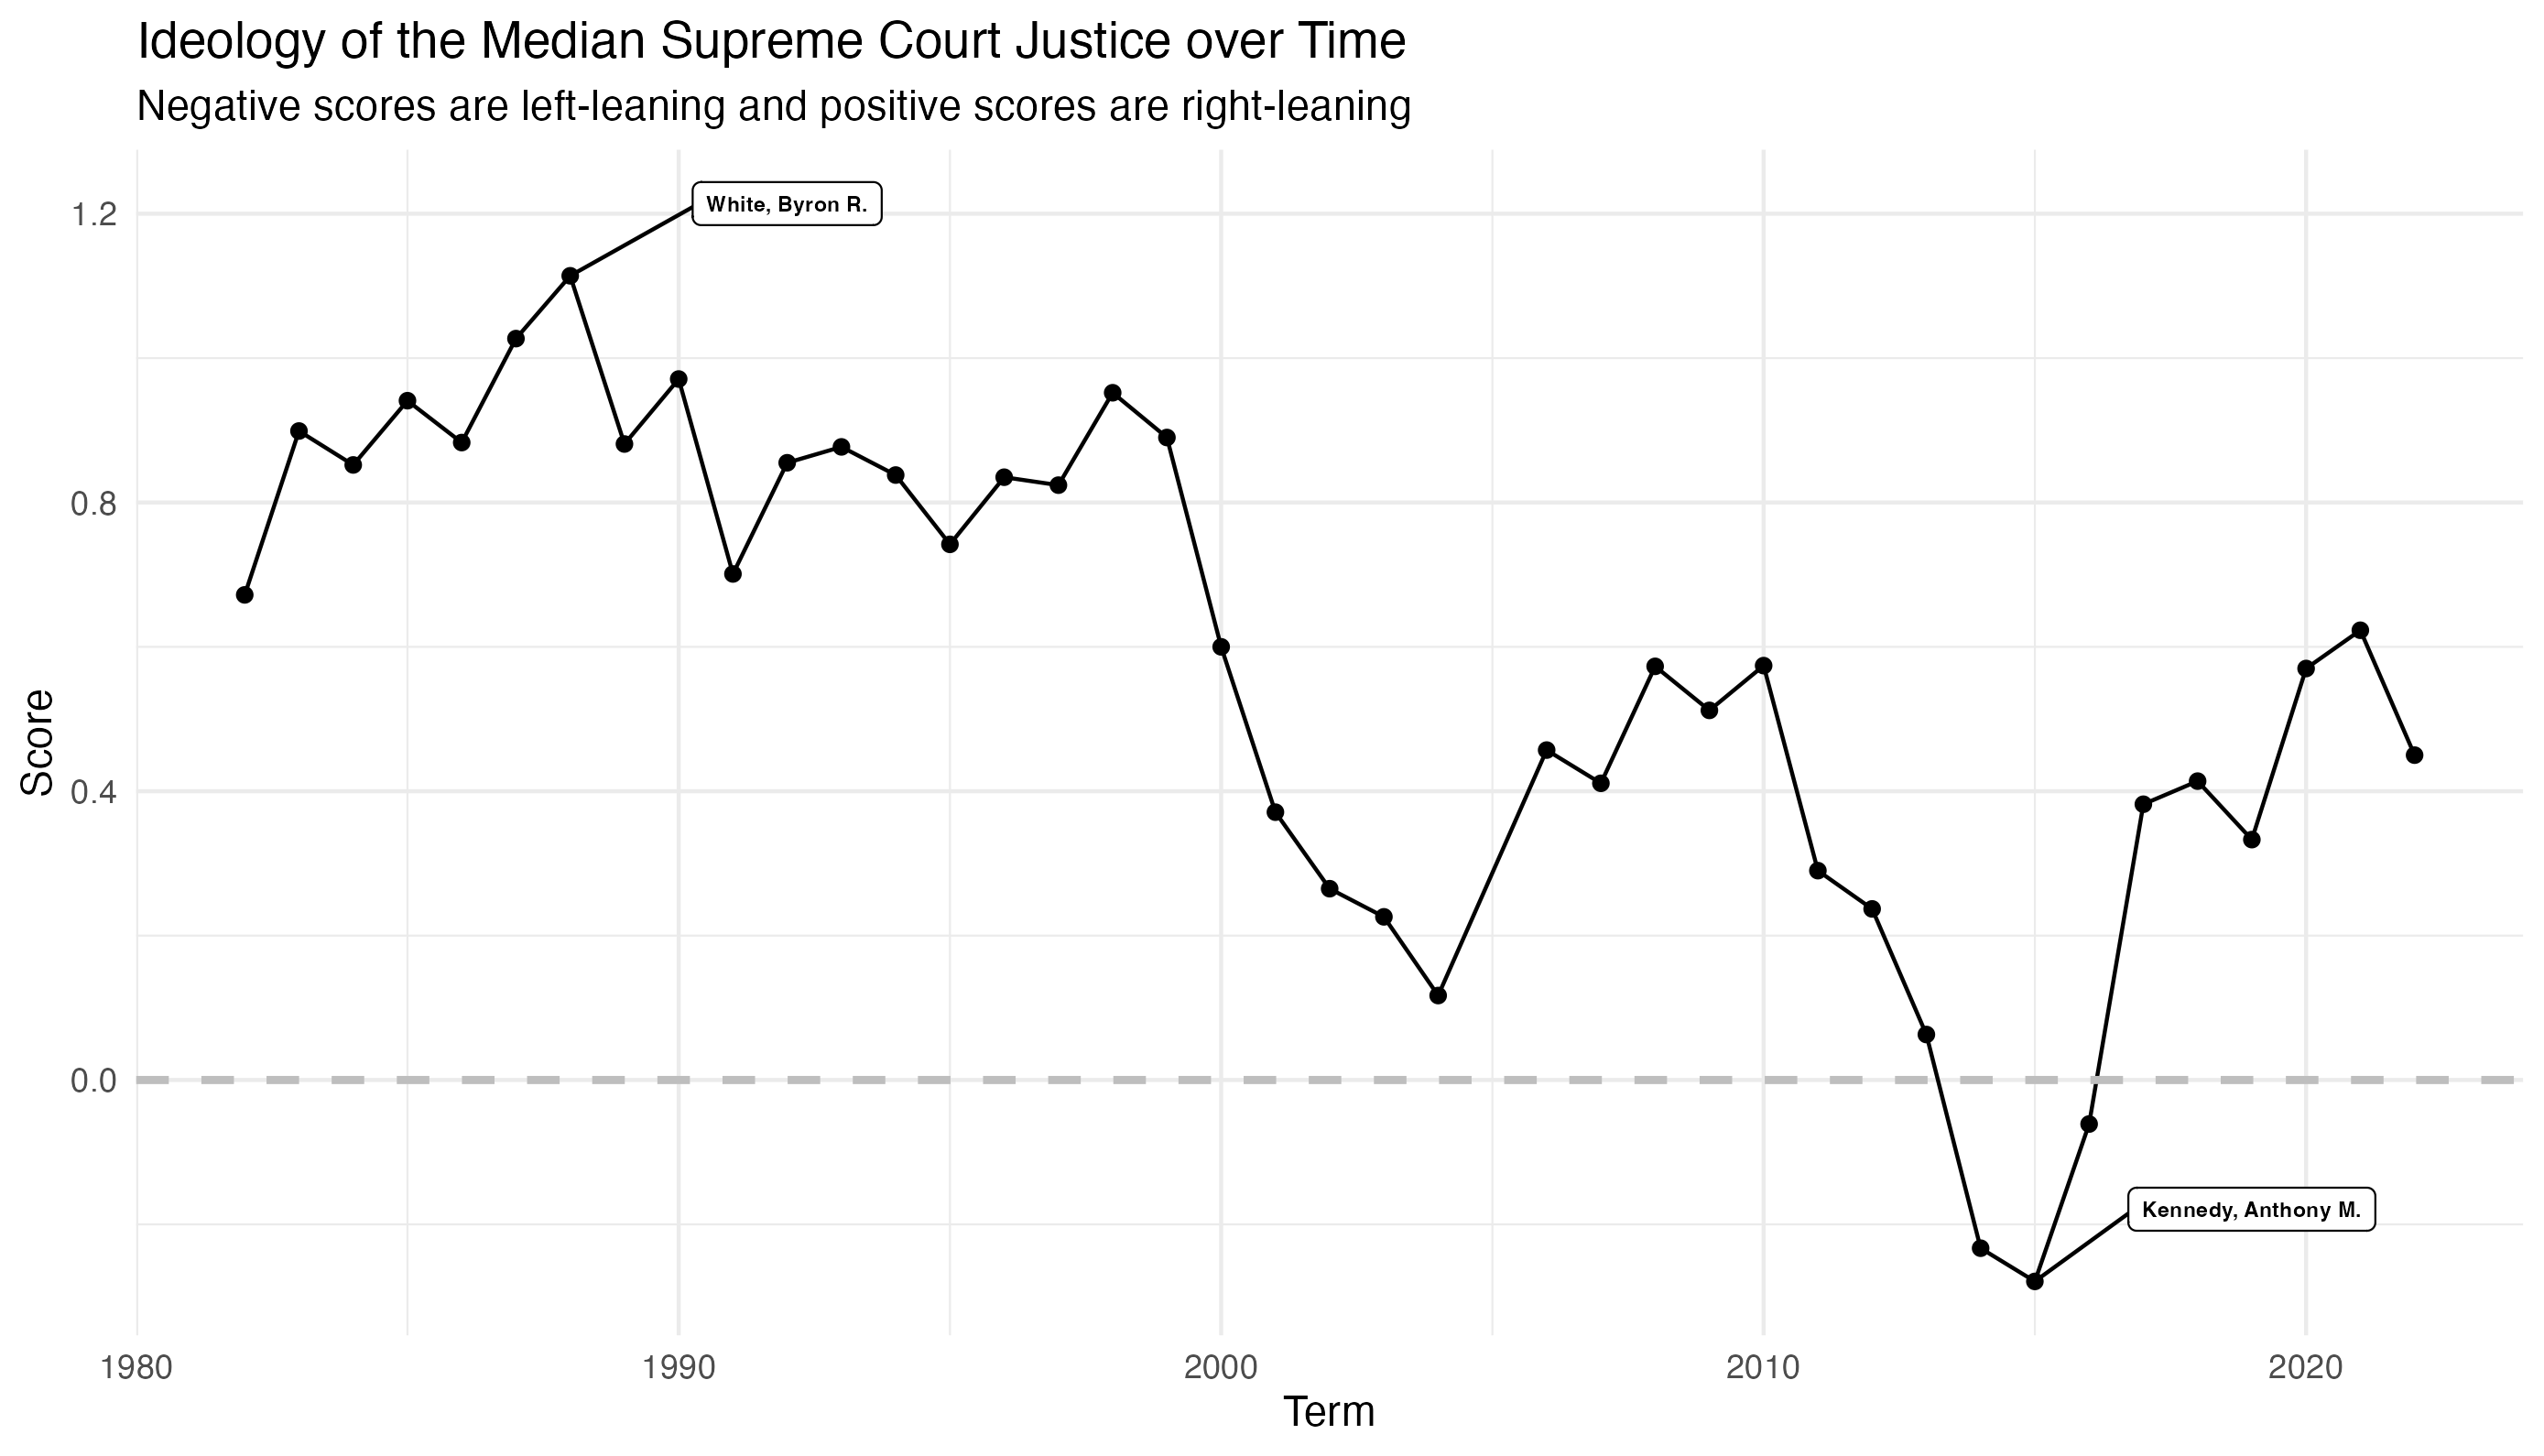 Ideology of the Median Supreme Court Justice over Time
Negative scores are left-leaning and positive scores are right-leaning
White, Byron R.
1.2
0.8
0.4
0.0
Score
Kennedy, Anthony M.
1980
1990
2000
2010
2020
Term